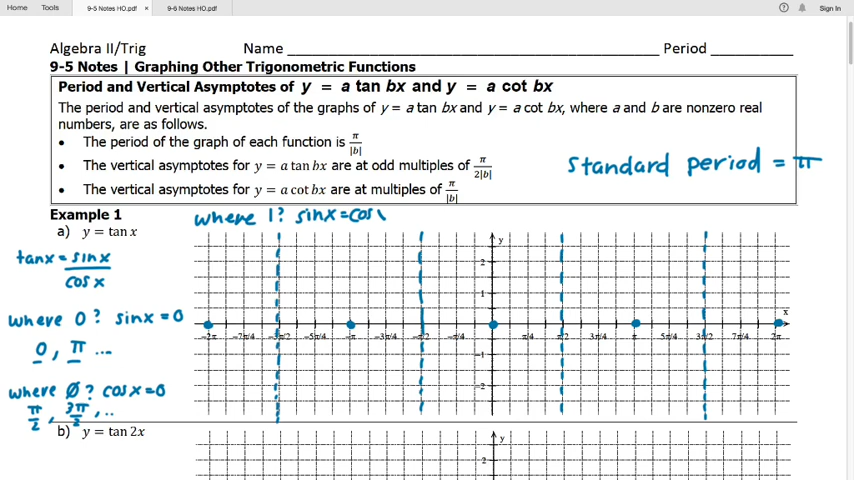 Home Tools 9-5 Notes HO.pdf × 9-6 Notes HO.pdf Sign In
Algebra II/Trig Name ______ Period ______
9-5 Notes | Graphing Other Trigonometric Functions
Period and Vertical Asymptotes of y = a tan bx and y = a cot bx
The period and vertical asymptotes of the graphs of y = a tan bx and y = a cot bx, where a and b are nonzero real
numbers, are as follows.
• The period of the graph of each function is π/|b|
• The vertical asymptotes for y = a tan bx are at odd multiples of π/2|b|
standard period = π
• The vertical asymptotes for y = a cot bx are at multiples of π/|b|
Example 1
where 1? sinx=cos
a) y = tan x
tanx = sinx/cosx
where 0? sinx=0
0, π ...
where Ø? cosx=0
π/2, 3π/2, ..
y
2
1
x
−2π −7π/4 −3π/2 −5π/4 −π −3π/4 −π/2 −π/4 π/4 π/2 3π/4 π 5π/4 3π/2 7π/4 2π
−1
−2
b) y = tan 2x
y
2